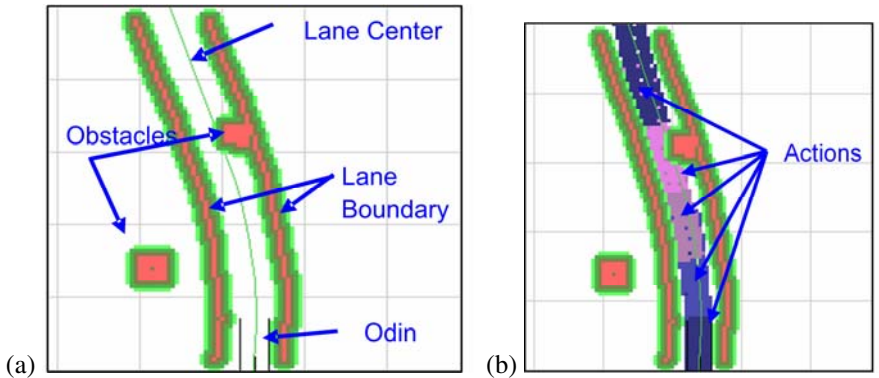 Lane Center
Obstacles
Lane
Boundary
Odin
(a)
Actions
(b)